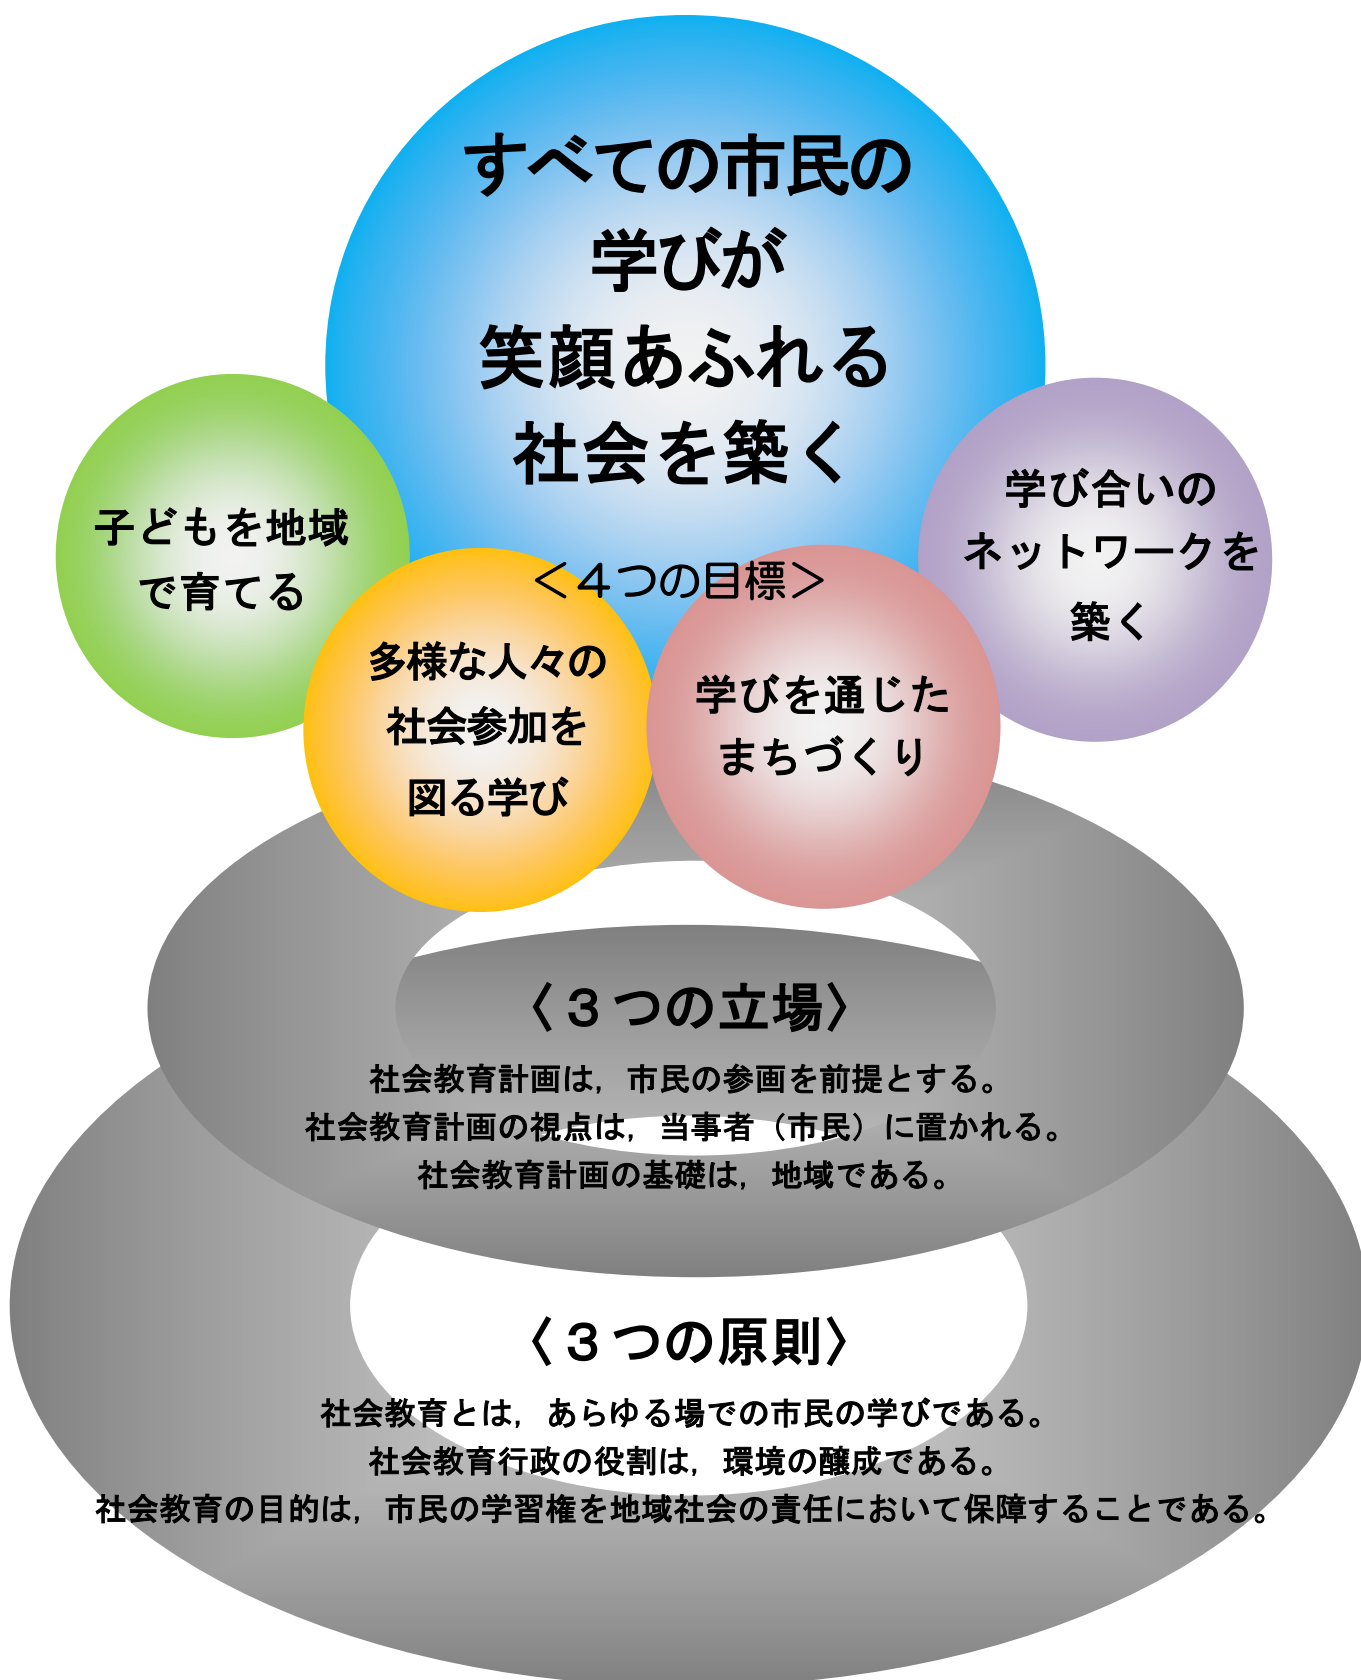 すべての市民の
学びが
笑顔あふれる
社会を築く
＜４つの目標＞
子どもを地域
で育てる
多様な人々の
社会参加を
図る学び
学びを通じた
まちづくり
学び合いの
ネットワークを
築く
〈３つの立場〉
社会教育計画は，市民の参画を前提とする。
社会教育計画の視点は，当事者（市民）に置かれる。
社会教育計画の基礎は，地域である。
〈３つの原則〉
社会教育とは，あらゆる場での市民の学びである。
社会教育行政の役割は，環境の醸成である。
社会教育の目的は，市民の学習権を地域社会の責任において保障することである。